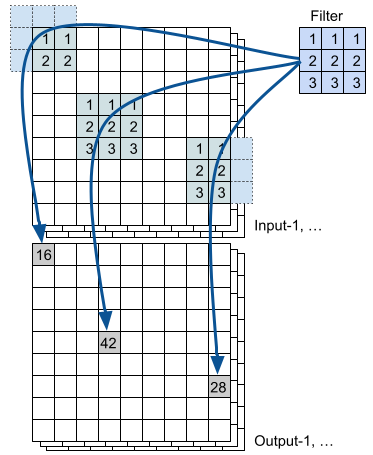 Filter
1 1 1
2 2 2
3 3 3
1 1
2 2
1 1 1
2 2 2
3 3 3
1 1
2 2
3 3
Input-1, ...
16
42
28
Output-1, ...